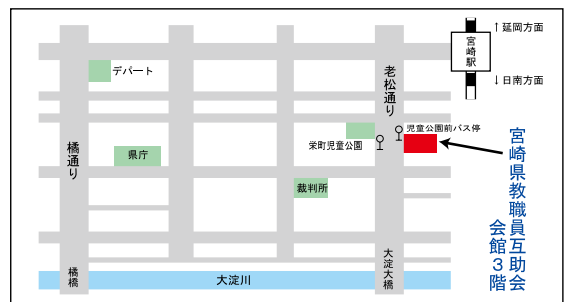 ↑延岡方面
宮崎駅
↓日南方面
デパート
老松通り
児童公園前バス停
栄町児童公園
橘通り
県庁
裁判所
宮崎県教職員互助会
会館3階
橘橋
大淀川
大淀大橋